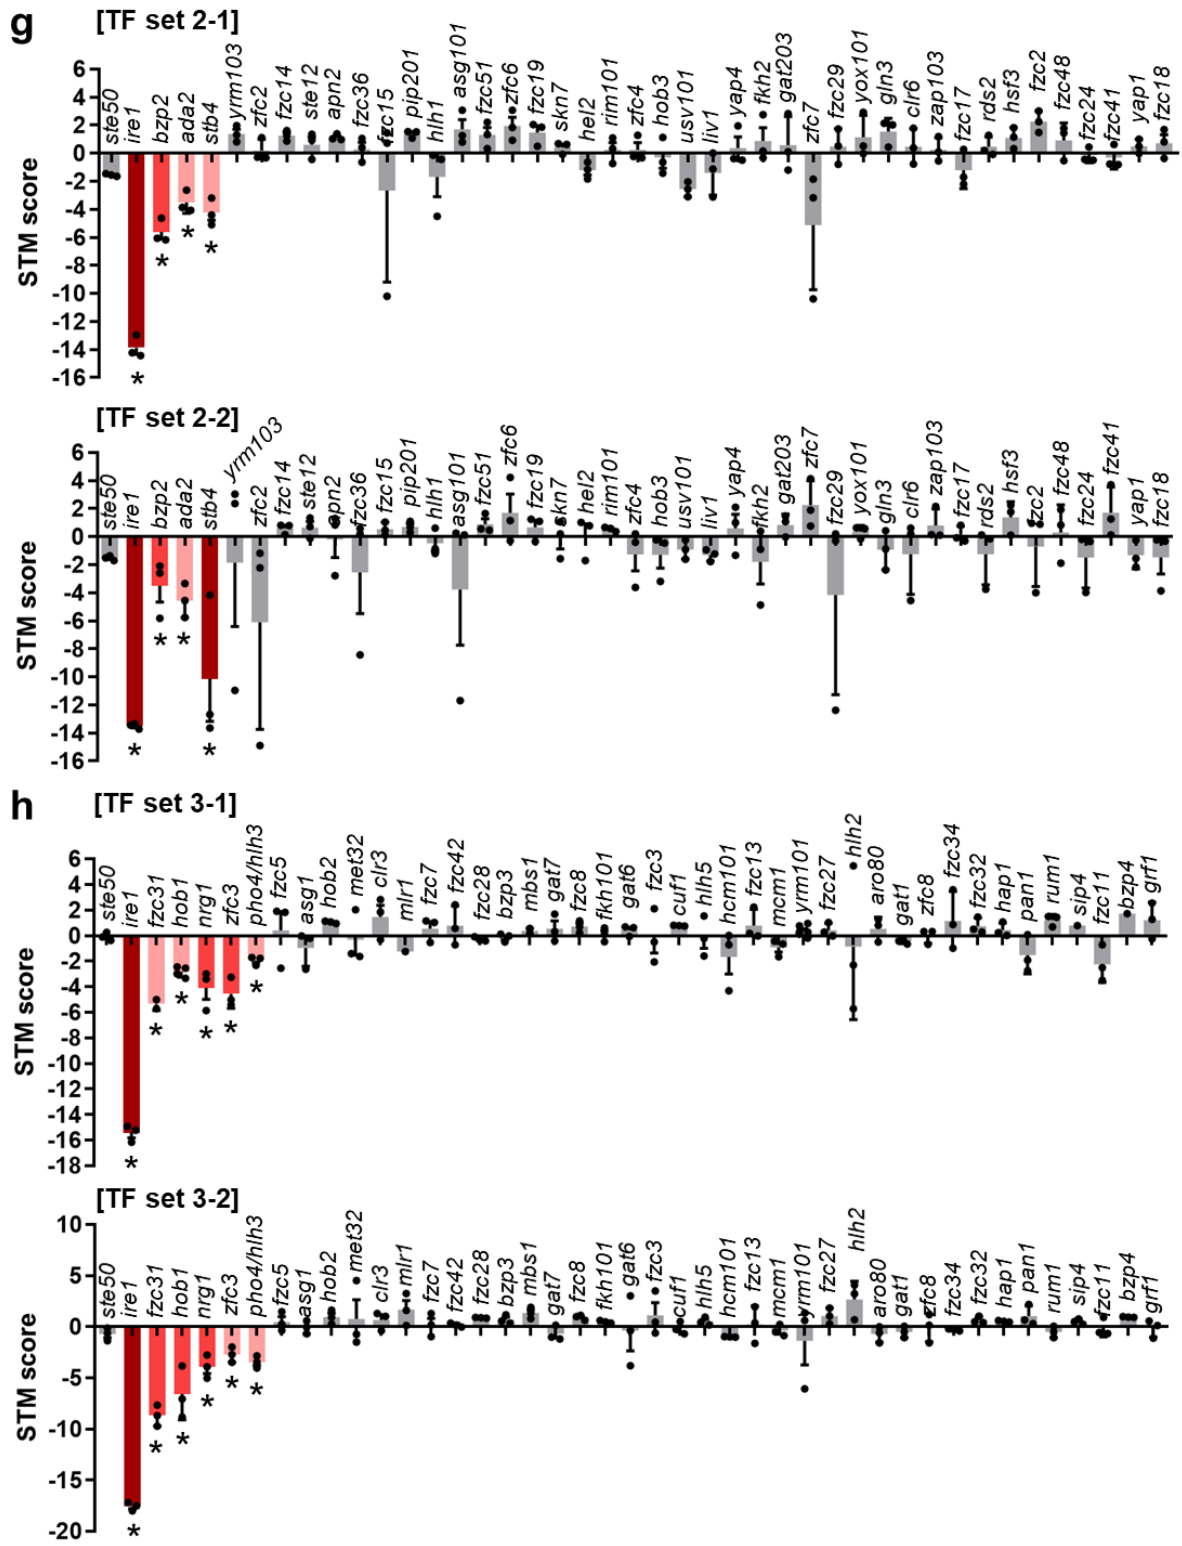 g
[TF set 2-1]
ste50 ire1 bzp2 ada2 stb4 yrm103 zfc2 fzc14 ste12 apn2 fzc36 fzc15 pip201 hlh1 asg101 fzc51 zfc6 fzc19 skn7 hel2 rim101 zfc4 hob3 usv101 liv1 yap4 fkh2 gat203 zfc7 fzc29 yox101 gln3 clr6 zap103 fzc17 rds2 hsf3 fzc2 fzc48 fzc24 fzc41 yap1 fzc18
6
4
2
0
-2
-4
-6
-8
-10
-12
-14
-16
STM score
* * * *
[TF set 2-2]
ste50 ire1 bzp2 ada2 stb4 yrm103 zfc2 fzc14 ste12 apn2 fzc36 fzc15 pip201 hlh1 asg101 fzc51 zfc6 fzc19 skn7 hel2 rim101 zfc4 hob3 usv101 liv1 yap4 fkh2 gat203 zfc7 fzc29 yox101 gln3 clr6 zap103 fzc17 rds2 hsf3 fzc2 fzc48 fzc24 fzc41 yap1 fzc18
6
4
2
0
-2
-4
-6
-8
-10
-12
-14
-16
STM score
* * * *
h
[TF set 3-1]
ste50 ire1 fzc31 hob1 nrg1 zfc3 pho4/hlh3 fzc5 asg1 hob2 met32 clr3 mlr1 fzc7 fzc42 fzc28 bzp3 mbs1 gat7 fzc8 fkh101 gat6 fzc3 cuf1 hlh5 hcm101 fzc13 mcm1 yrm101 fzc27 hlh2 aro80 gat1 zfc8 fzc34 fzc32 hap1 pan1 rum1 sip4 fzc11 bzp4 grf1
6
4
2
0
-2
-4
-6
-8
-10
-12
-14
-16
-18
STM score
* * * * * *
[TF set 3-2]
ste50 ire1 fzc31 hob1 nrg1 zfc3 pho4/hlh3 fzc5 asg1 hob2 met32 clr3 mlr1 fzc7 fzc42 fzc28 bzp3 mbs1 gat7 fzc8 fkh101 gat6 fzc3 cuf1 hlh5 hcm101 fzc13 mcm1 yrm101 fzc27 hlh2 aro80 gat1 zfc8 fzc34 fzc32 hap1 pan1 rum1 sip4 fzc11 bzp4 grf1
10
5
0
-5
-10
-15
-20
STM score
* * * * * *